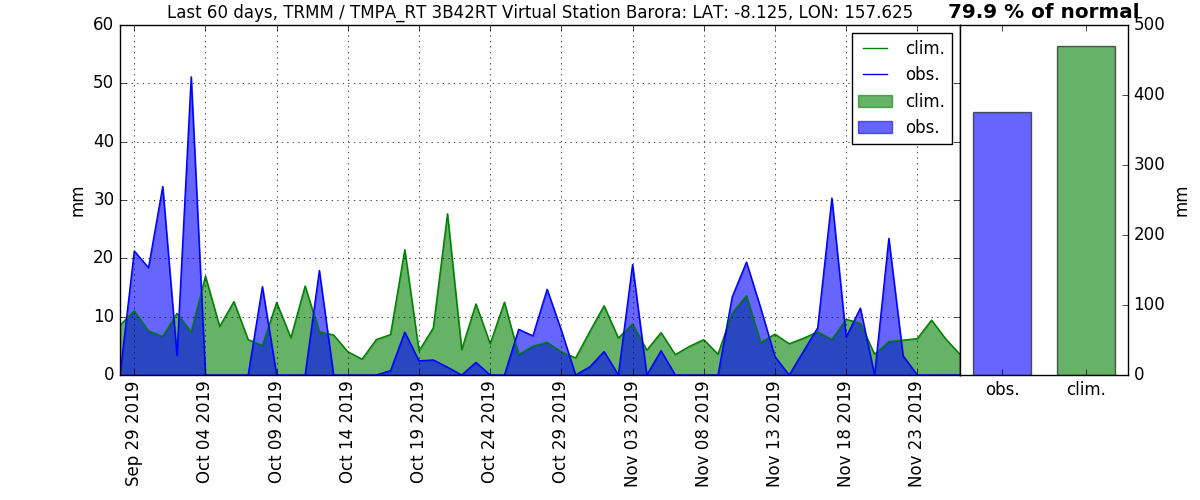 Last 60 days, TRMM / TMPA_RT 3B42RT Virtual Station Barora: LAT: -8.125, LON: 157.625
79.9 % of normal
60
50
40
30
20
10
0
mm
clim.
obs.
clim.
obs.
500
400
300
200
100
0
mm
obs.
clim.
Sep 29 2019
Oct 04 2019
Oct 09 2019
Oct 14 2019
Oct 19 2019
Oct 24 2019
Oct 29 2019
Nov 03 2019
Nov 08 2019
Nov 13 2019
Nov 18 2019
Nov 23 2019